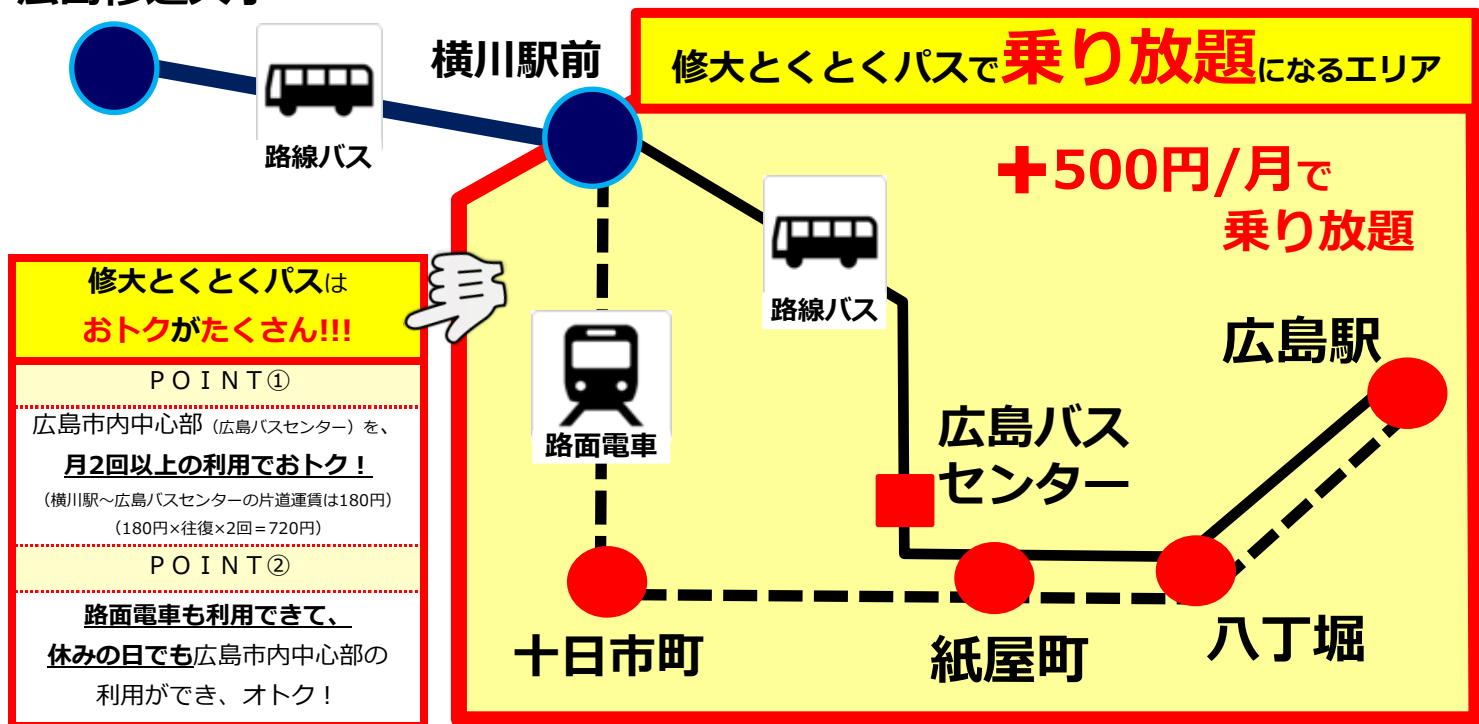 横川駅前
修大とくとくパスで乗り放題になるエリア
路線バス
+500円/月で
乗り放題
路線バス
修大とくとくパスは
おトクがたくさん!!!
POINT①
広島市内中心部（広島バスセンター）を、
月2回以上の利用でおトク！
（横川駅～広島バスセンターの片道運賃は180円）
（180円×往復×2回＝720円）
POINT②
路面電車も利用できて、
休みの日でも広島市内中心部の
利用ができ、オトク！
路面電車
広島駅
広島バス
センター
十日市町
紙屋町
八丁堀